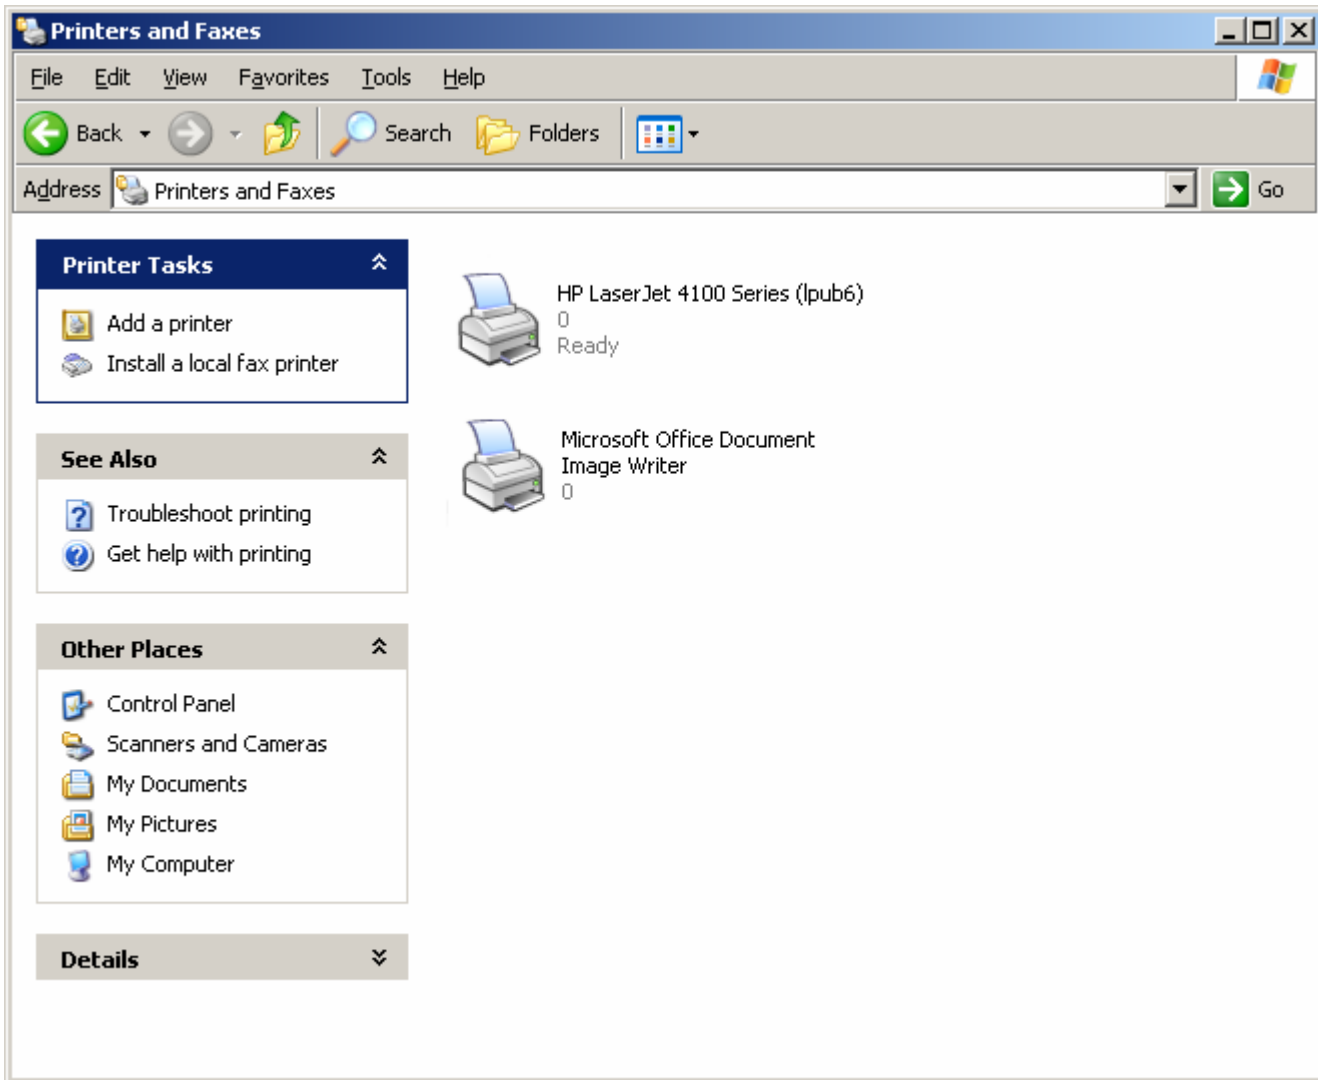 Printers and Faxes
File Edit View Favorites Tools Help
Back Search Folders
Address Printers and Faxes Go
Printer Tasks
Add a printer
Install a local fax printer
See Also
Troubleshoot printing
Get help with printing
Other Places
Control Panel
Scanners and Cameras
My Documents
My Pictures
My Computer
Details
HP LaserJet 4100 Series (lpub6)
0
Ready
Microsoft Office Document
Image Writer
0